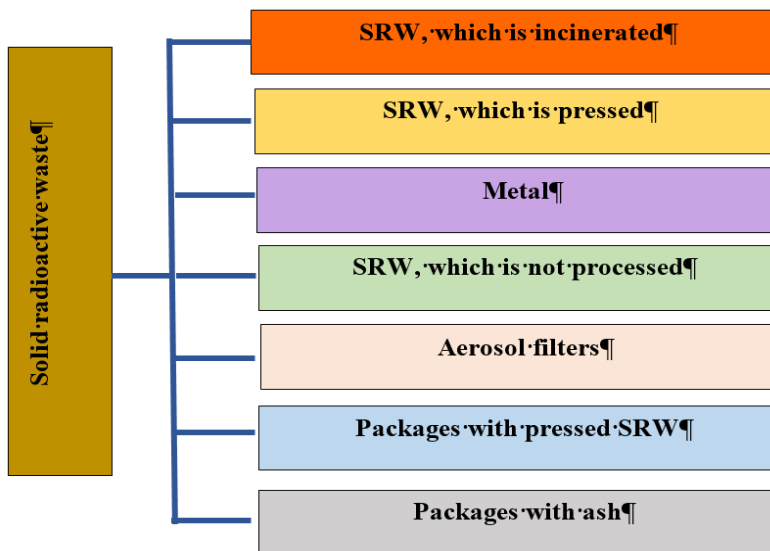 Solid·radioactive·waste¶
SRW,·which·is·incinerated¶
SRW,·which·is·pressed¶
Metal¶
SRW,·which·is·not·processed¶
Aerosol·filters¶
Packages·with·pressed·SRW¶
Packages·with·ash¶